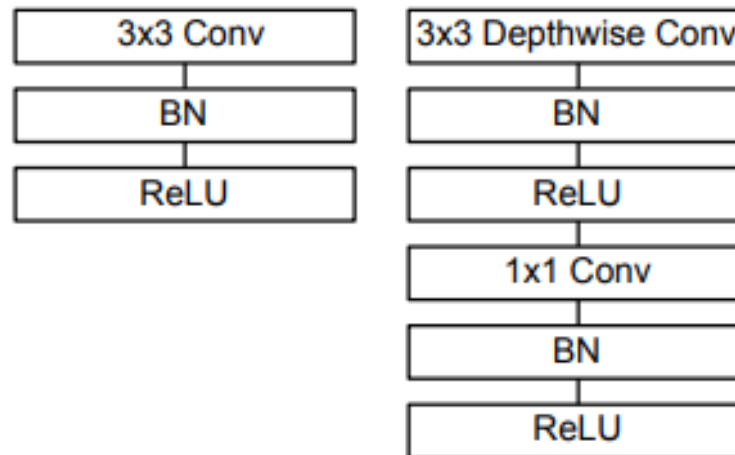 3x3 Conv
BN
ReLU
3x3 Depthwise Conv
BN
ReLU
1x1 Conv
BN
ReLU